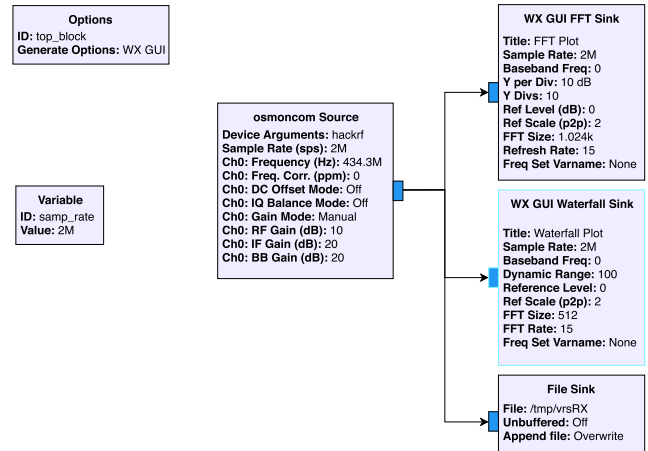 Options
ID: top_block
Generate Options: WX GUI
Variable
ID: samp_rate
Value: 2M
osmoncom Source
Device Arguments: hackrf
Sample Rate (sps): 2M
Ch0: Frequency (Hz): 434.3M
Ch0: Freq. Corr. (ppm): 0
Ch0: DC Offset Mode: Off
Ch0: IQ Balance Mode: Off
Ch0: Gain Mode: Manual
Ch0: RF Gain (dB): 10
Ch0: IF Gain (dB): 20
Ch0: BB Gain (dB): 20
WX GUI FFT Sink
Title: FFT Plot
Sample Rate: 2M
Baseband Freq: 0
Y per Div: 10 dB
Y Divs: 10
Ref Level (dB): 0
Ref Scale (p2p): 2
FFT Size: 1.024k
Refresh Rate: 15
Freq Set Varname: None
WX GUI Waterfall Sink
Title: Waterfall Plot
Sample Rate: 2M
Baseband Freq: 0
Dynamic Range: 100
Reference Level: 0
Ref Scale (p2p): 2
FFT Size: 512
FFT Rate: 15
Freq Set Varname: None
File Sink
File: /tmp/vrsRX
Unbuffered: Off
Append file: Overwrite